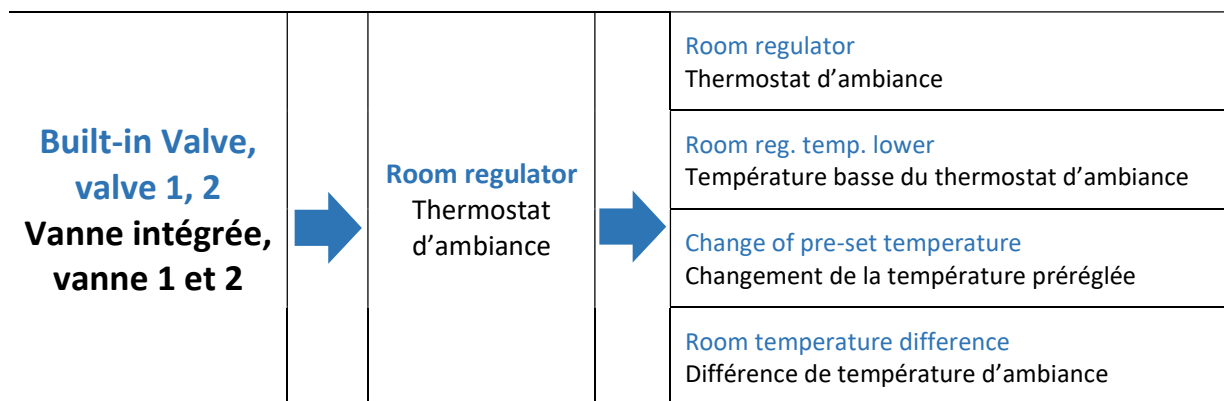 Built-in Valve,
valve 1, 2
Vanne intégrée,
vanne 1 et 2
Room regulator
Thermostat
d’ambiance
Room regulator
Thermostat d’ambiance
Room reg. temp. lower
Température basse du thermostat d’ambiance
Change of pre-set temperature
Changement de la température préréglée
Room temperature difference
Différence de température d’ambiance